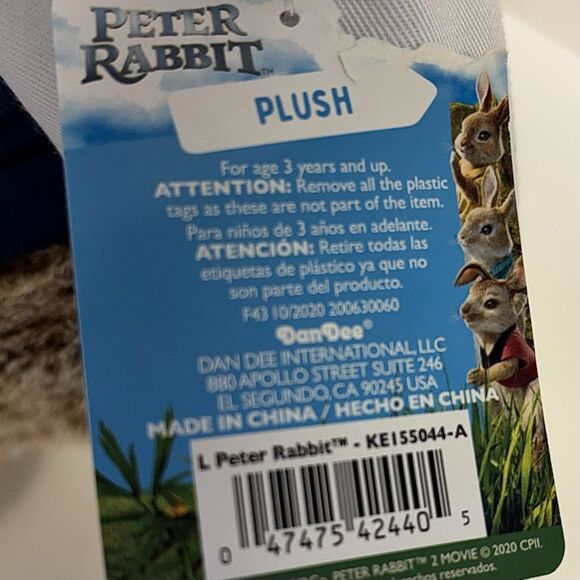 PETER
RABBIT™
PLUSH
For age 3 years and up.
ATTENTION: Remove all the plastic
tags as these are not part of the item.
Para niños de 3 años en adelante.
ATENCIÓN: Retire todas las
etiquetas de plástico ya que no
son parte del producto.
F43 10/2020 200630060
DanDee®
DAN DEE INTERNATIONAL, LLC
880 APOLLO STREET SUITE 246
EL SEGUNDO, CA 90245 USA
MADE IN CHINA / HECHO EN CHINA
L Peter Rabbit™ - KE155044-A
0 47475 42440 5
PETER RABBIT™ 2 MOVIE © 2020 CPII.
reservados.